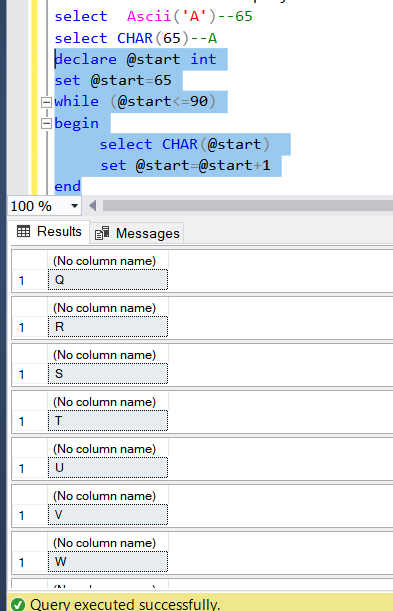 select  Ascii('A')--65
select CHAR(65)--A
declare @start int
set @start=65
while (@start<=90)
begin
select CHAR(@start)
set @start=@start+1
end
100 %
Results Messages
(No column name)
1 Q
(No column name)
1 R
(No column name)
1 S
(No column name)
1 T
(No column name)
1 U
(No column name)
1 V
(No column name)
1 W
Query executed successfully.